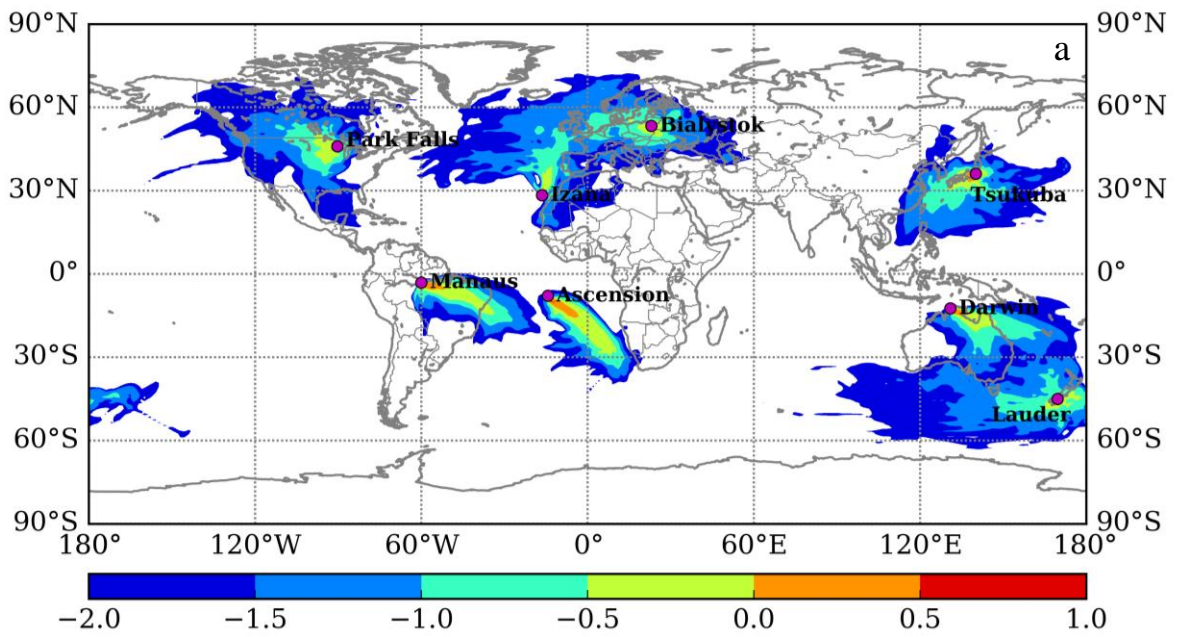 90°N 90°N
a
60°N 60°N
Park Falls Bialystok
30°N Izana Tsukuba 30°N
0° Manaus Ascension 0°
Darwin
30°S 30°S
Lauder
60°S 60°S
90°S 90°S
180° 120°W 60°W 0° 60°E 120°E 180°
−2.0 −1.5 −1.0 −0.5 0.0 0.5 1.0